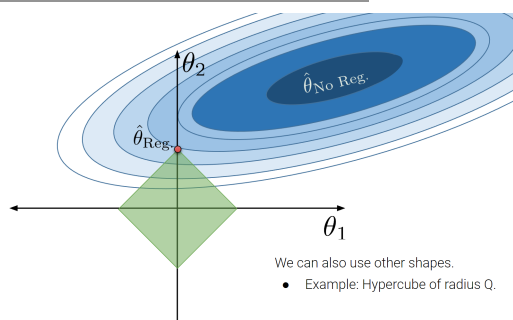 θ₂
θ̂No Reg.
θ̂Reg.
θ₁
We can also use other shapes.
● Example: Hypercube of radius Q.